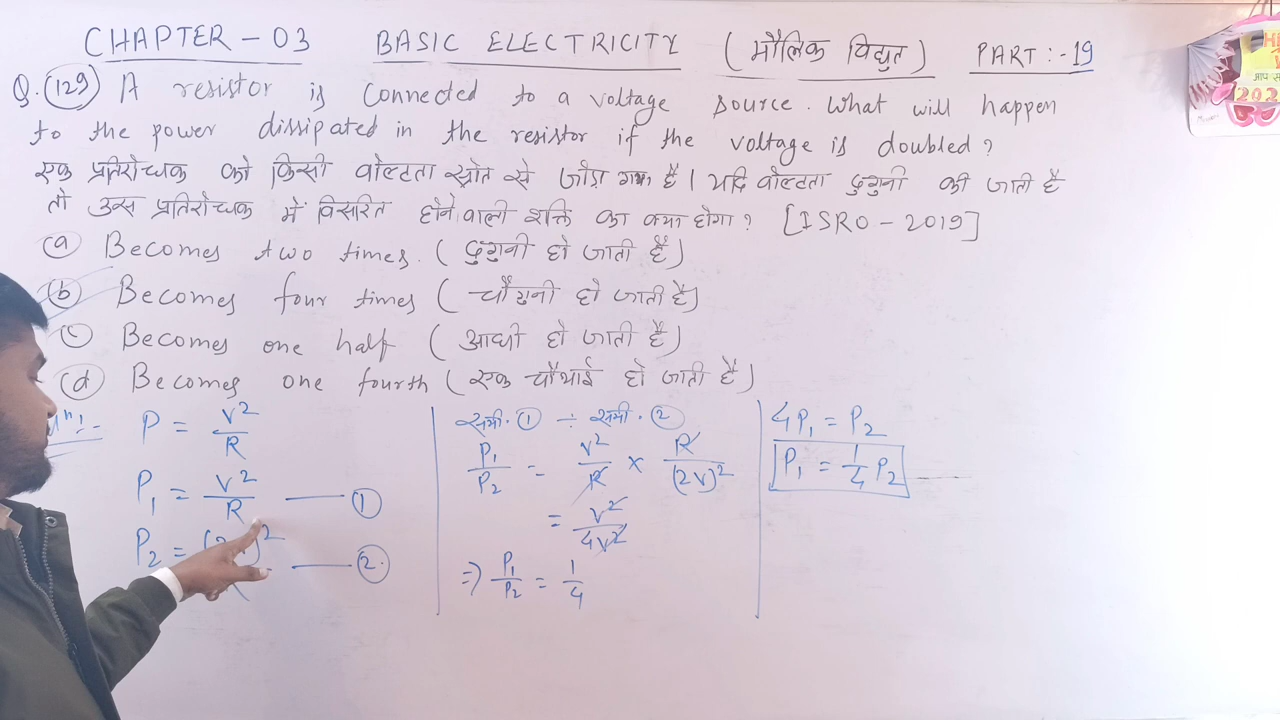 CHAPTER - 03 BASIC ELECTRICITY (मौलिक विद्युत) PART :- 19
Q. (129) A resistor is connected to a voltage source. What will happen
to the power dissipated in the resistor if the voltage is doubled?
एक प्रतिरोधक को किसी वोल्टता स्रोत से जोड़ा गया है। यदि वोल्टता दुगुनी की जाती है
तो उस प्रतिरोधक में विसरित होने वाली शक्ति का क्या होगा? [ISRO - 2019]
(a) Becomes two times. (दुगुनी हो जाती है)
(b) Becomes four times (चौगुनी हो जाती है)
(c) Becomes one half (आधी हो जाती है)
(d) Becomes one fourth (एक चौथाई हो जाती है)
P = V²/R
P₁ = V²/R —— ①
P₂ = —— ②
समी. ① ÷ समी. ②
P₁/P₂ = V²/R × R/(2V)²
= V²/4V²
⇒ P₁/P₂ = 1/4
4P₁ = P₂
P₁ = 1/4 P₂